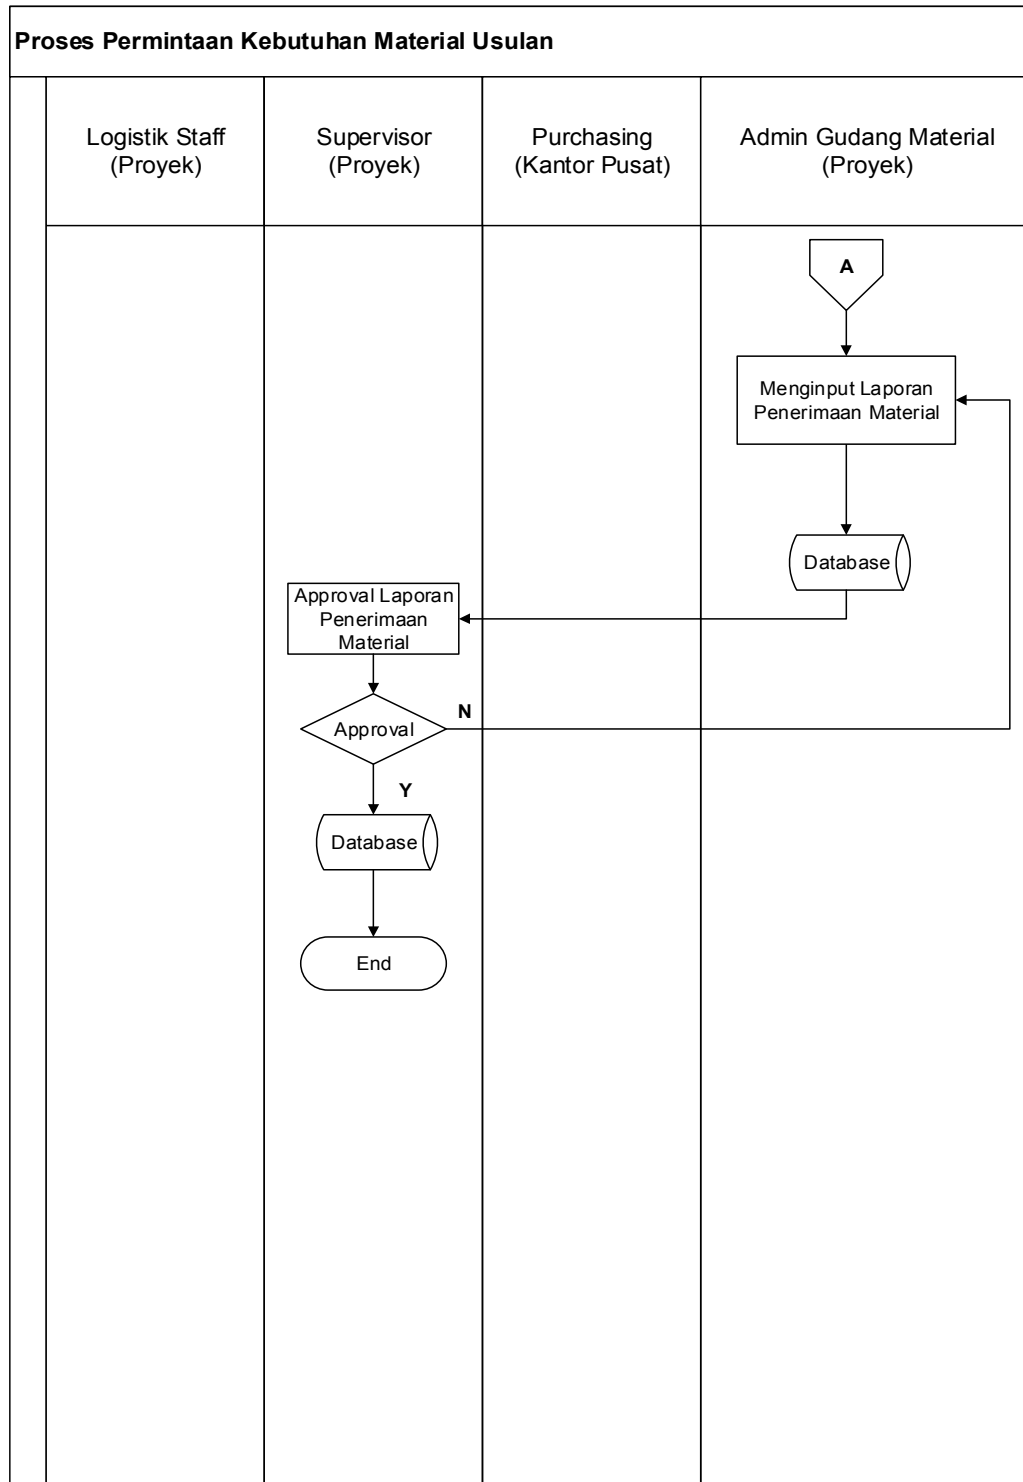 Proses Permintaan Kebutuhan Material Usulan
Logistik Staff
(Proyek)
Supervisor
(Proyek)
Purchasing
(Kantor Pusat)
Admin Gudang Material
(Proyek)
A
Menginput Laporan
Penerimaan Material
Database
Approval Laporan
Penerimaan
Material
Approval
N
Y
Database
End